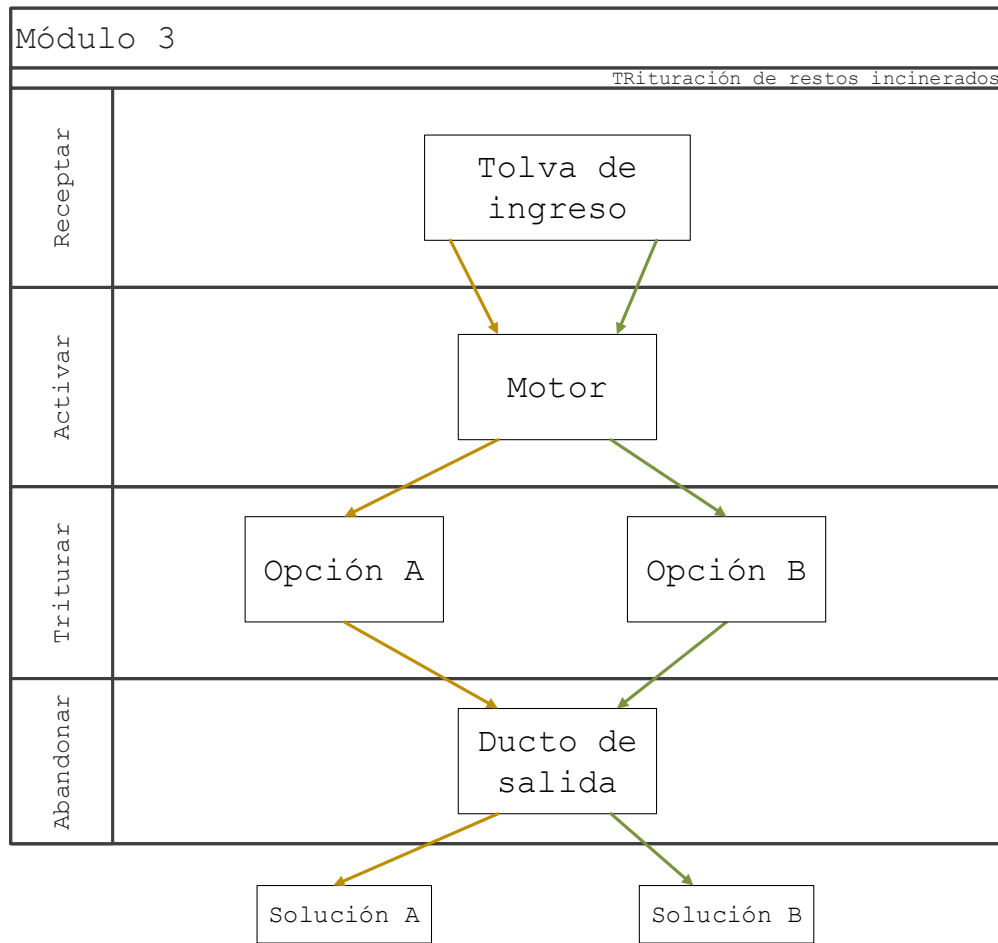 Módulo 3
TRituración de restos incinerados
Receptar
Tolva de
ingreso
Activar
Motor
Triturar
Opción A
Opción B
Abandonar
Ducto de
salida
Solución A
Solución B